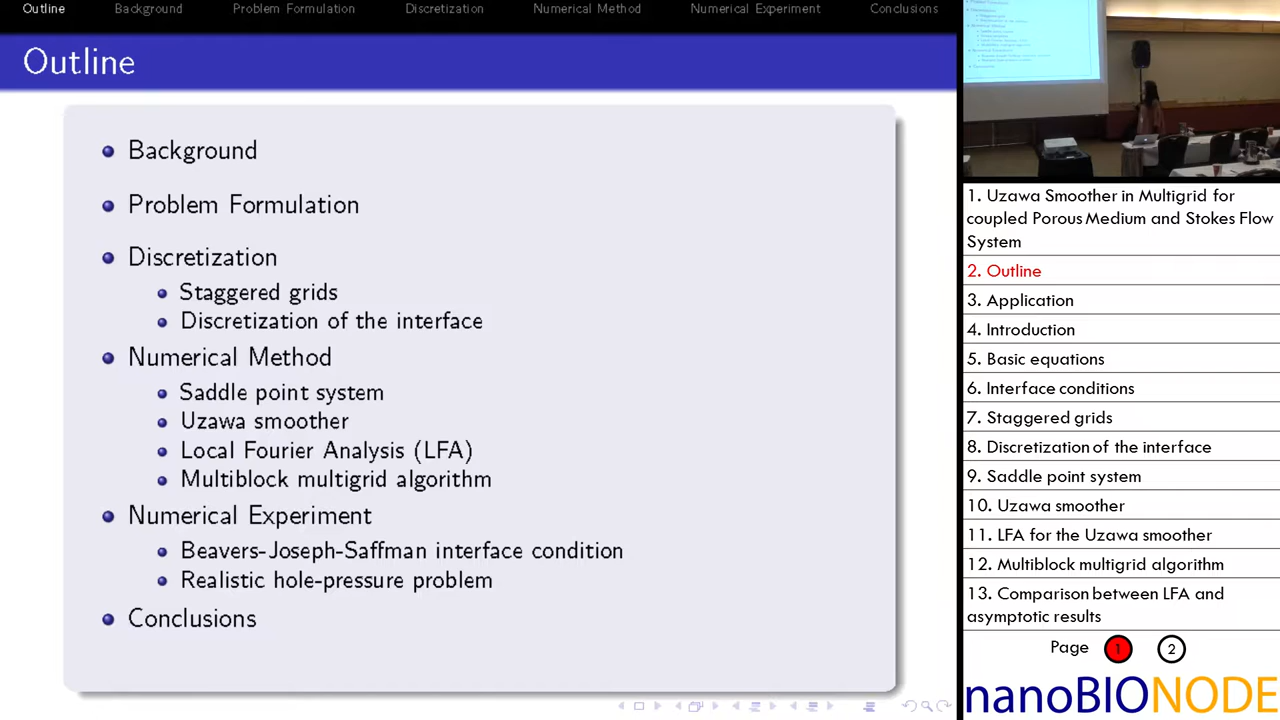 Outline Background Problem Formulation Discretization Numerical Method Numerical Experiment Conclusions
Outline
Background
Problem Formulation
Discretization
Staggered grids
Discretization of the interface
Numerical Method
Saddle point system
Uzawa smoother
Local Fourier Analysis (LFA)
Multiblock multigrid algorithm
Numerical Experiment
Beavers-Joseph-Saffman interface condition
Realistic hole-pressure problem
Conclusions
1. Uzawa Smoother in Multigrid for
coupled Porous Medium and Stokes Flow
System
2. Outline
3. Application
4. Introduction
5. Basic equations
6. Interface conditions
7. Staggered grids
8. Discretization of the interface
9. Saddle point system
10. Uzawa smoother
11. LFA for the Uzawa smoother
12. Multiblock multigrid algorithm
13. Comparison between LFA and
asymptotic results
Page 1 2
nanoBIONODE